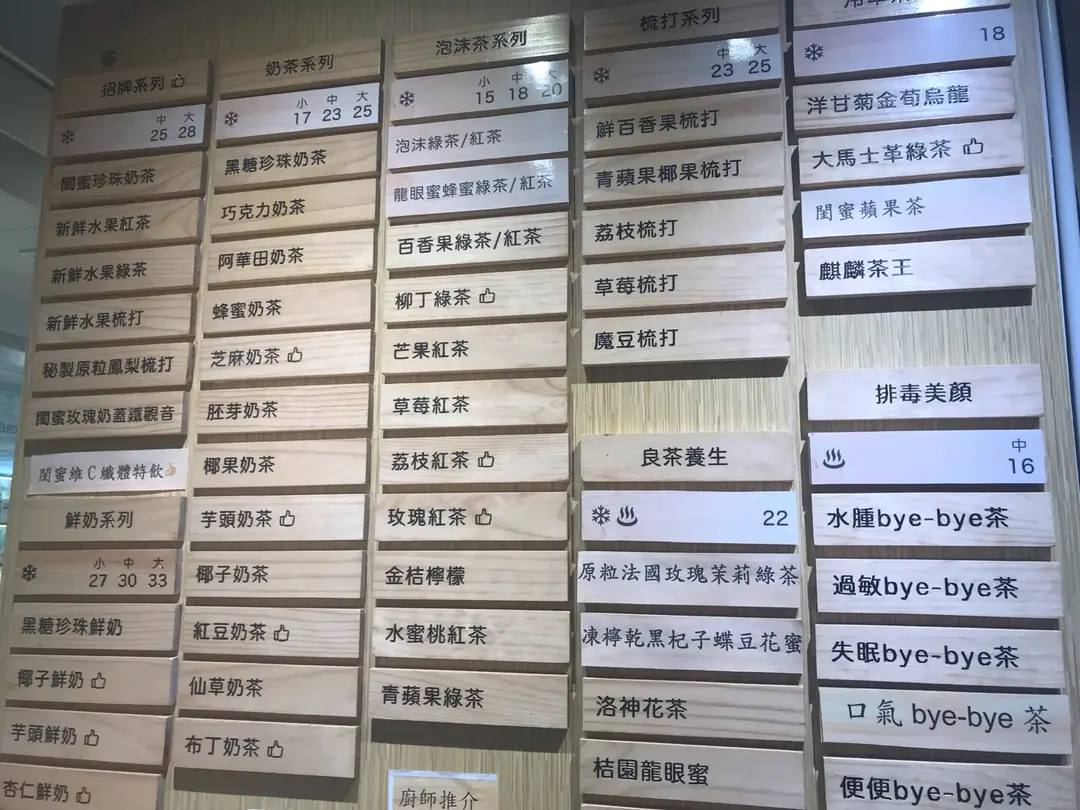 招牌系列
中 大
25 28
閨蜜珍珠奶茶
新鮮水果紅茶
新鮮水果綠茶
新鮮水果梳打
秘製原粒鳳梨梳打
閨蜜玫瑰奶蓋鐵觀音
閨蜜維C纖體特飲
鮮奶系列
小 中 大
27 30 33
黑糖珍珠鮮奶
椰子鮮奶
芋頭鮮奶
杏仁鮮奶
奶茶系列
小 中 大
17 23 25
黑糖珍珠奶茶
巧克力奶茶
阿華田奶茶
蜂蜜奶茶
芝麻奶茶
胚芽奶茶
椰果奶茶
芋頭奶茶
椰子奶茶
紅豆奶茶
仙草奶茶
布丁奶茶
泡沫茶系列
小 中 大
15 18 20
泡沫綠茶/紅茶
龍眼蜜蜂蜜綠茶/紅茶
百香果綠茶/紅茶
柳丁綠茶
芒果紅茶
草莓紅茶
荔枝紅茶
玫瑰紅茶
金桔檸檬
水蜜桃紅茶
青蘋果綠茶
廚師推介
梳打系列
中 大
23 25
鮮百香果梳打
青蘋果椰果梳打
荔枝梳打
草莓梳打
魔豆梳打
良茶養生
22
原粒法國玫瑰茉莉綠茶
凍檸乾黑杞子蝶豆花蜜
洛神花茶
桔園龍眼蜜
18
洋甘菊金萄烏龍
大馬士革綠茶
閨蜜蘋果茶
麒麟茶王
排毒美顏
中
16
水腫bye-bye茶
過敏bye-bye茶
失眠bye-bye茶
口氣bye-bye茶
便便bye-bye茶